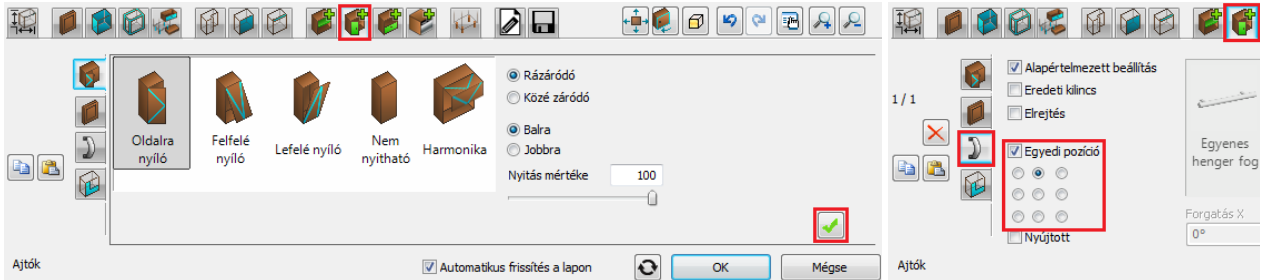 Oldalra
nyíló
Felfelé
nyíló
Lefelé nyíló
Nem
nyitható
Harmonika
Rázáródó
Közé záródó
Balra
Jobbra
Nyitás mértéke
100
Ajtók
Automatikus frissítés a lapon
OK
Mégse
1 / 1
Alapértelmezett beállítás
Eredeti kilincs
Elrejtés
Egyedi pozíció
Nyújtott
Egyenes
henger fog
Forgatás X
0°
Ajtók